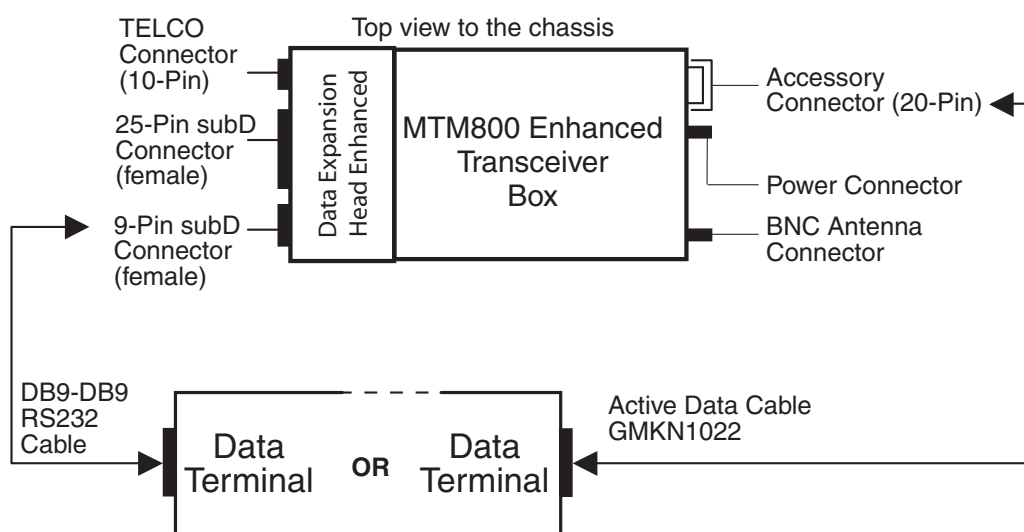 Top view to the chassis
TELCO
Connector
(10-Pin)
25-Pin subD
Connector
(female)
9-Pin subD
Connector
(female)
Data Expansion
Head Enhanced
MTM800 Enhanced
Transceiver
Box
Accessory
Connector (20-Pin)
Power Connector
BNC Antenna
Connector
DB9-DB9
RS232
Cable
Data
Terminal
OR
Data
Terminal
Active Data Cable
GMKN1022